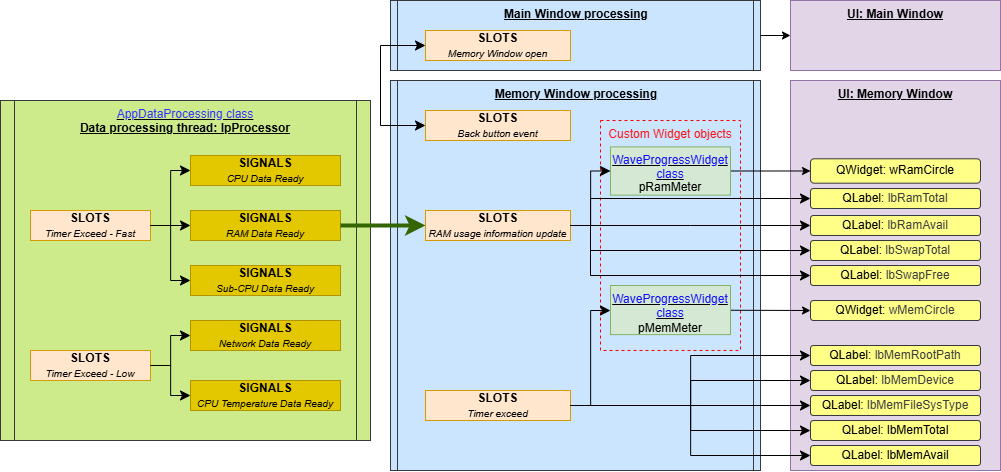 Main Window processing
SLOTS
Memory Window open
UI: Main Window
AppDataProcessing class
Data processing thread: IpProcessor
SIGNALS
CPU Data Ready
SLOTS
Timer Exceed - Fast
SIGNALS
RAM Data Ready
SIGNALS
Sub-CPU Data Ready
SIGNALS
Network Data Ready
SLOTS
Timer Exceed - Low
SIGNALS
CPU Temperature Data Ready
Memory Window processing
SLOTS
Back button event
Custom Widget objects
WaveProgressWidget
class
pRamMeter
SLOTS
RAM usage information update
WaveProgressWidget
class
pMemMeter
SLOTS
Timer exceed
UI: Memory Window
QWidget: wRamCircle
QLabel: lbRamTotal
QLabel: lbRamAvail
QLabel: lbSwapTotal
QLabel: lbSwapFree
QWidget: wMemCircle
QLabel: lbMemRootPath
QLabel: lbMemDevice
QLabel: lbMemFileSysType
QLabel: lbMemTotal
QLabel: lbMemAvail